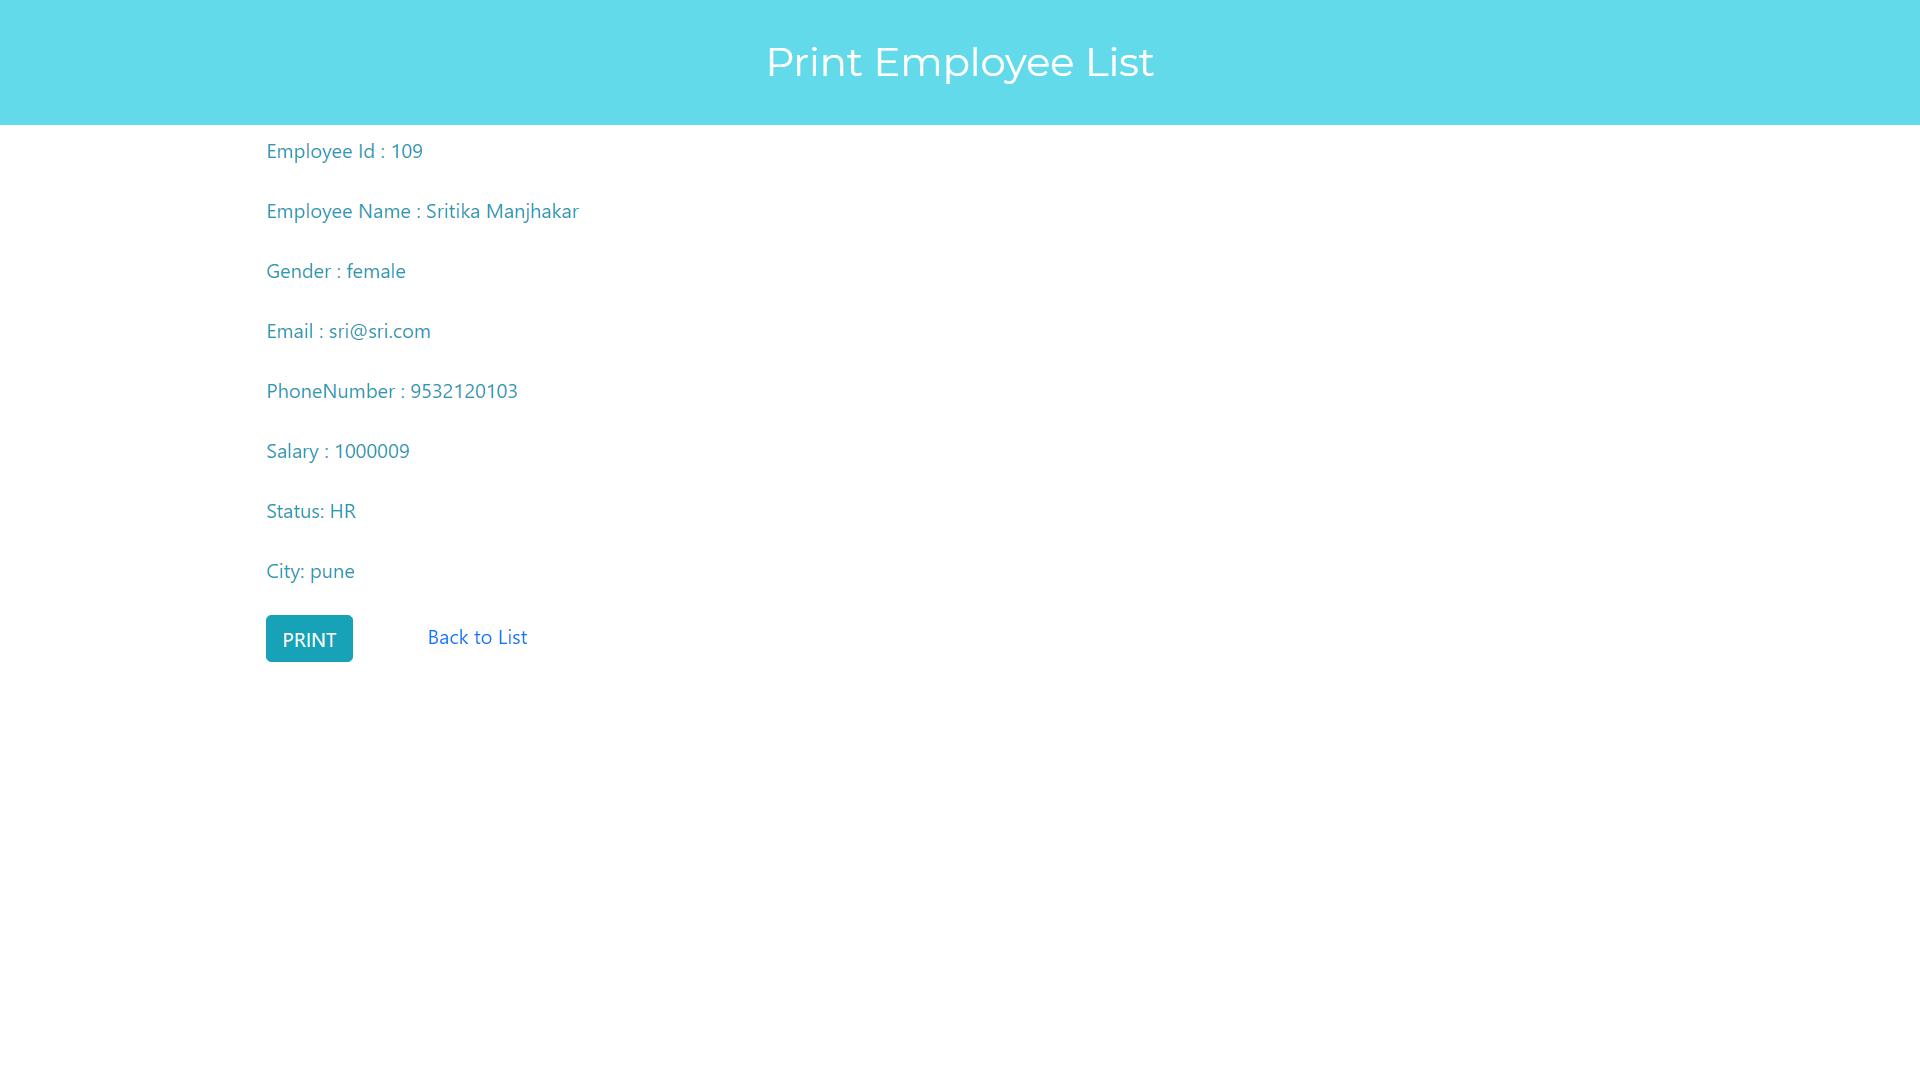 Print Employee List
Employee Id : 109
Employee Name : Sritika Manjhakar
Gender : female
Email : sri@sri.com
PhoneNumber : 9532120103
Salary : 1000009
Status: HR
City: pune
PRINT
Back to List